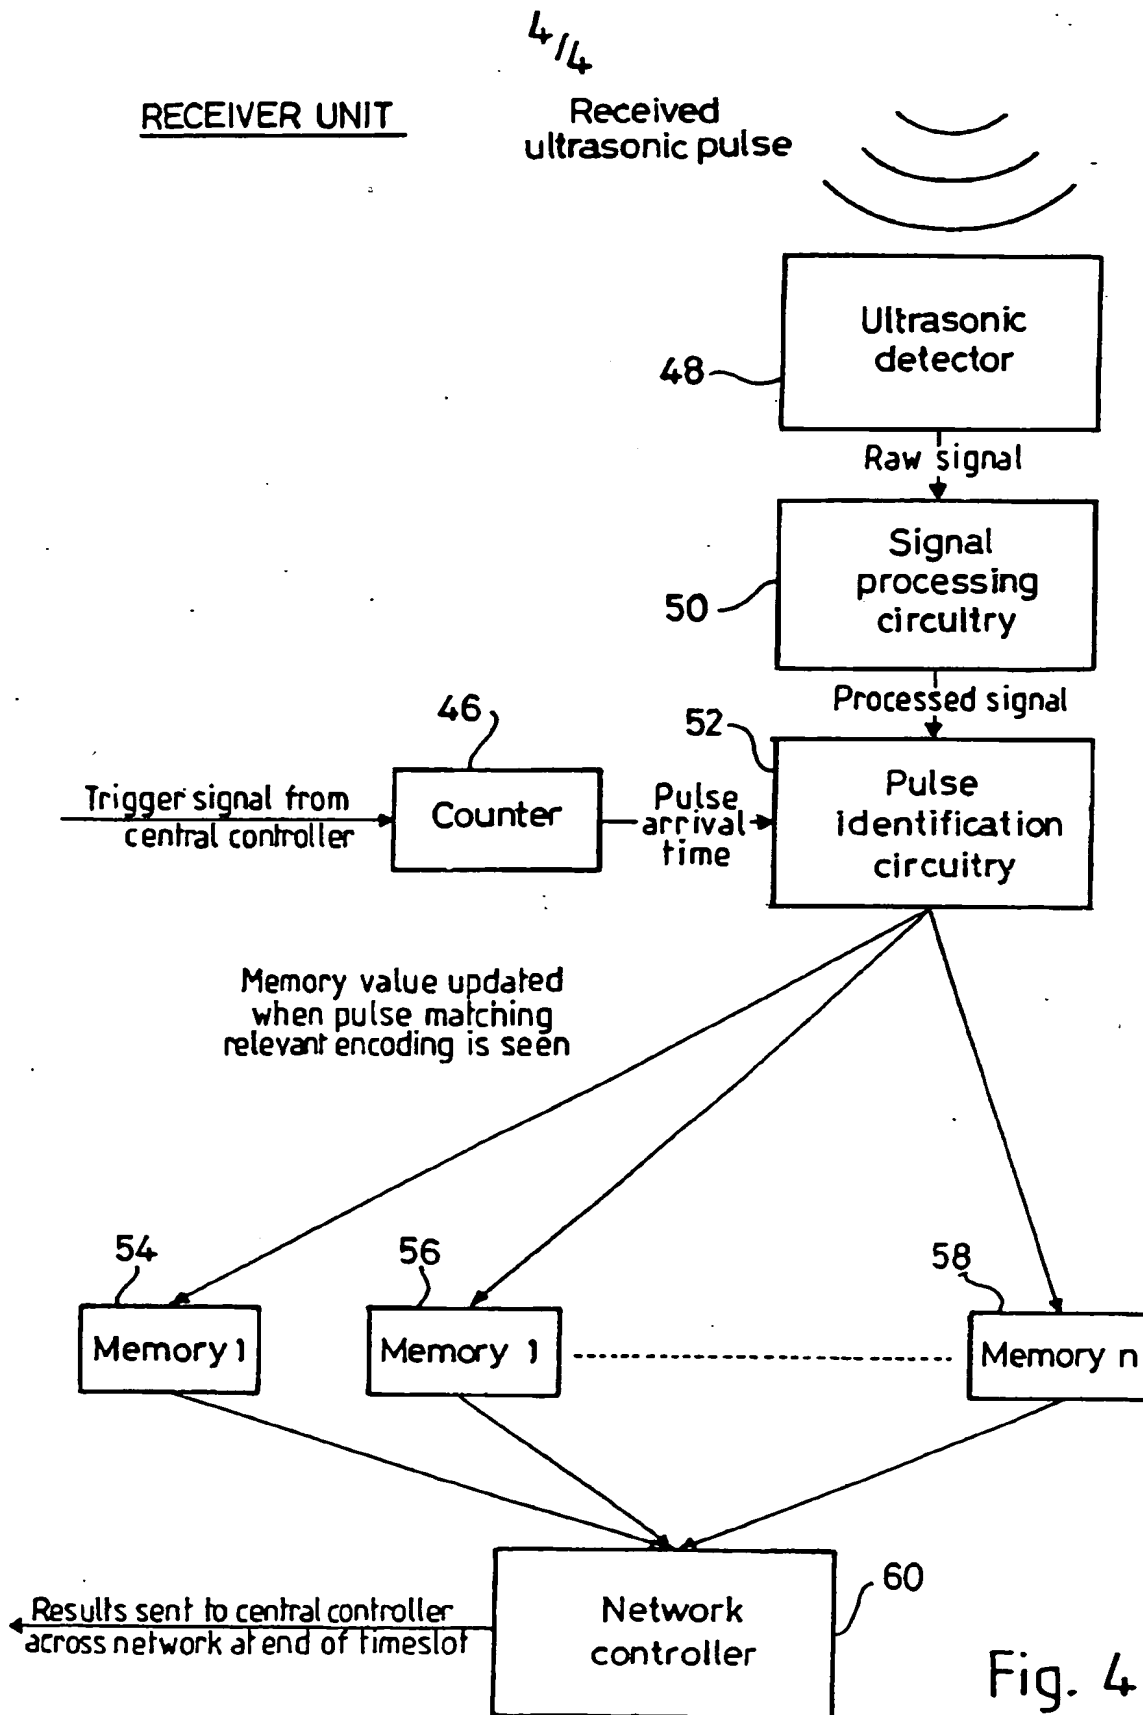 4/4
RECEIVER UNIT
Received
ultrasonic pulse
Ultrasonic
detector
48
Raw signal
Signal
processing
circuitry
50
Processed signal
46
52
Trigger signal from
central controller
Counter
Pulse
arrival
time
Pulse
identification
circuitry
Memory value updated
when pulse matching
relevant encoding is seen
54
56
58
Memory 1
Memory 1
Memory n
60
Results sent to central controller
across network at end of timeslot
Network
controller
Fig. 4